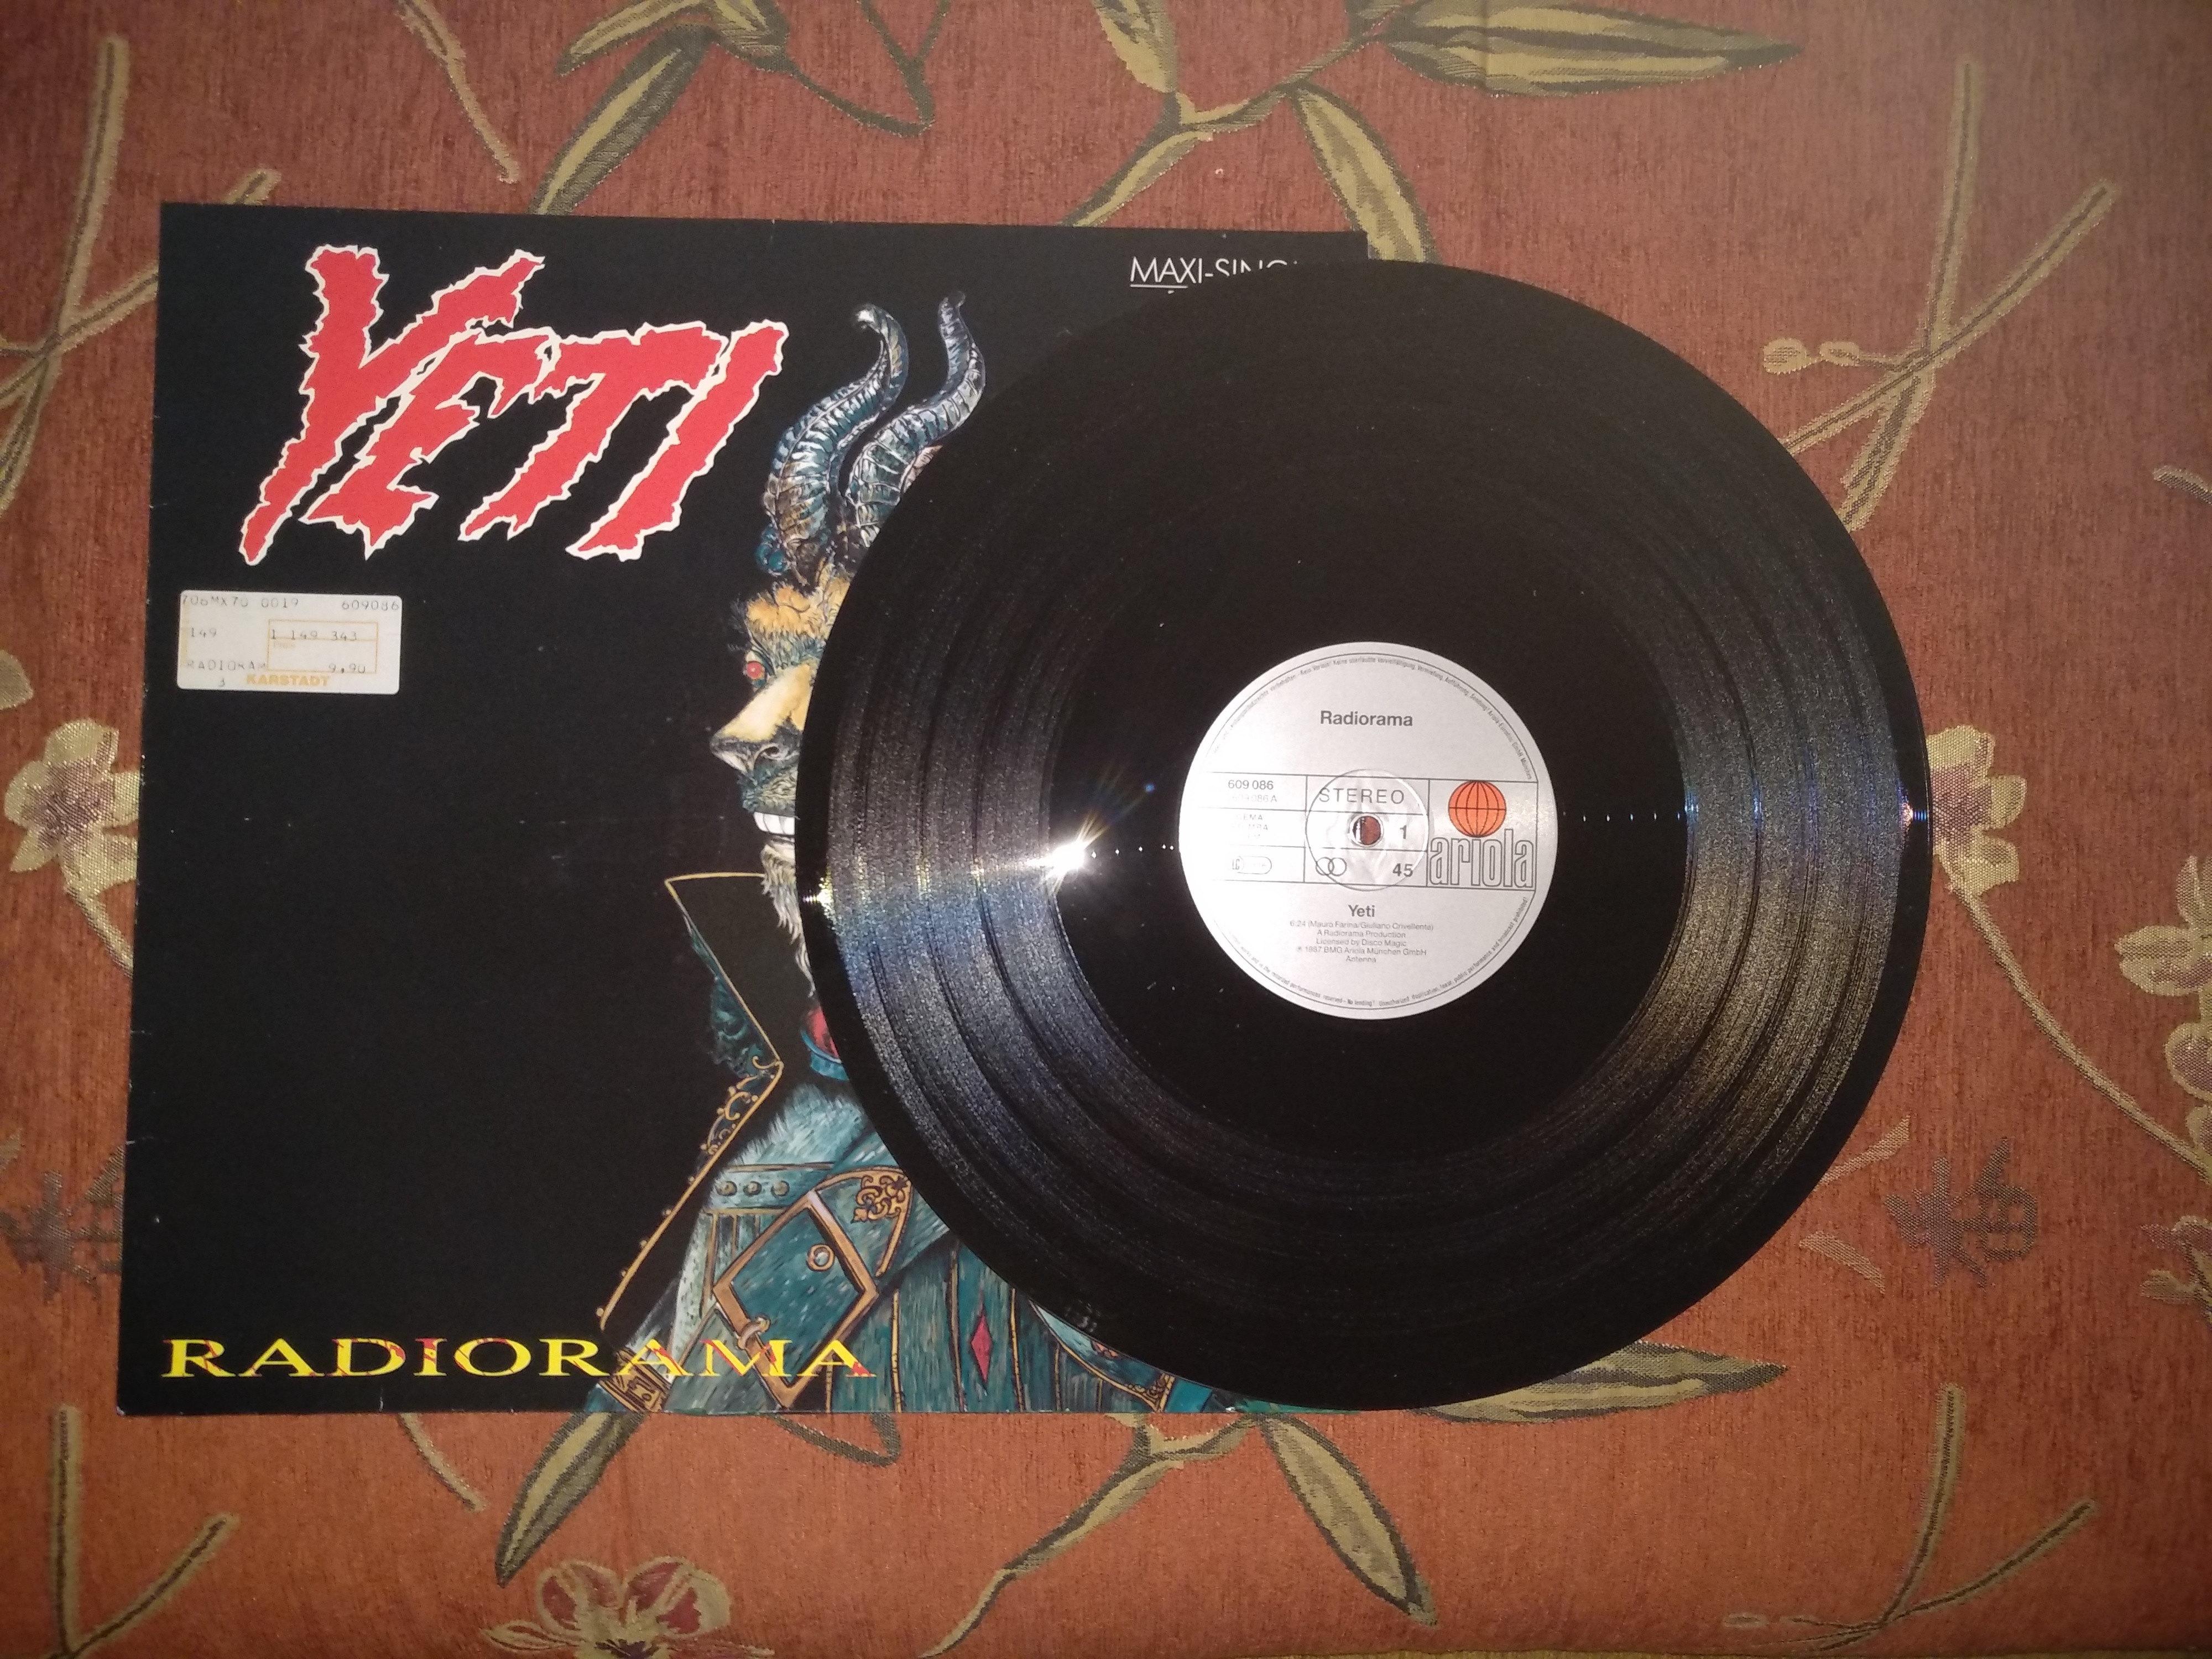 YETI
MAXI-SING
706MX70 0019 609086
149 1 149 343
RADIORAM 9.90
3 KARSTADT
RADIORAMA
Radiorama
609 086
STEREO
1
45
ariola
Yeti
6:24 (Mauro Farina/Giuliano Crivellente)
A Radiorama Production
Licensed by Disco Magic
℗ 1987 BMG Ariola München GmbH
Antenna